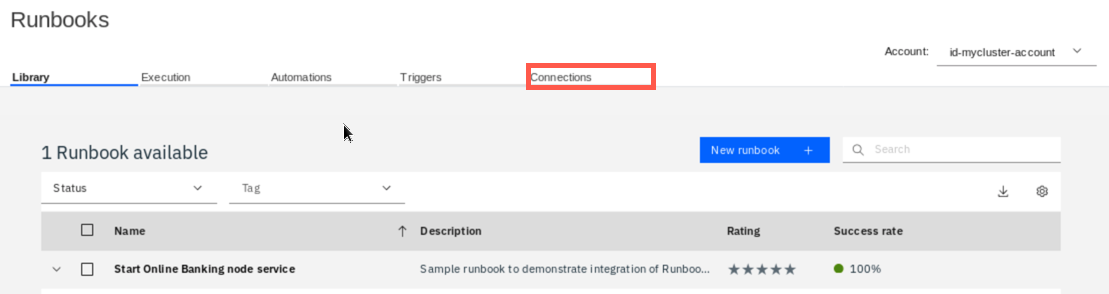 Runbooks
Account: id-mycluster-account
Library Execution Automations Triggers Connections
1 Runbook available New runbook + Search
Status Tag
Name Description Rating Success rate
Start Online Banking node service Sample runbook to demonstrate integration of Runboo... ★★★★★ 100%